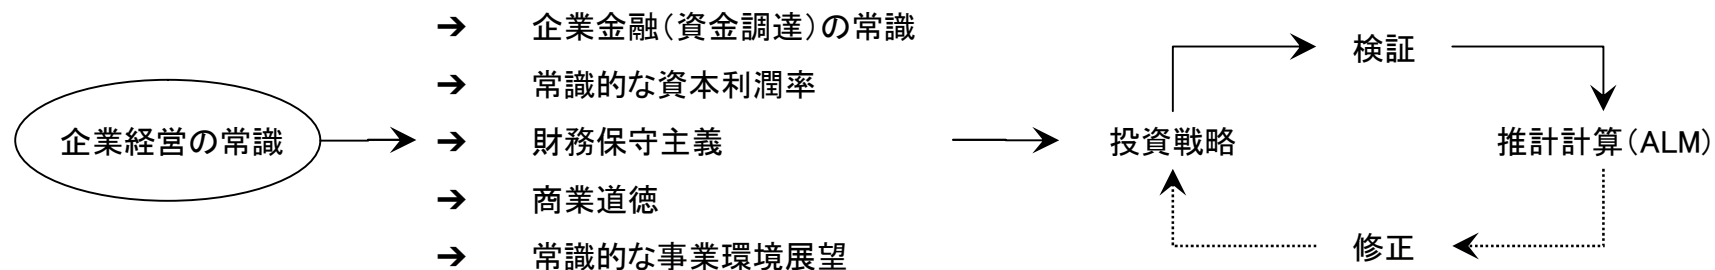 企業経営の常識
➔ 企業金融(資金調達)の常識
➔ 常識的な資本利潤率
➔ 財務保守主義
➔ 商業道徳
➔ 常識的な事業環境展望
投資戦略
検証
推計計算(ALM)
修正